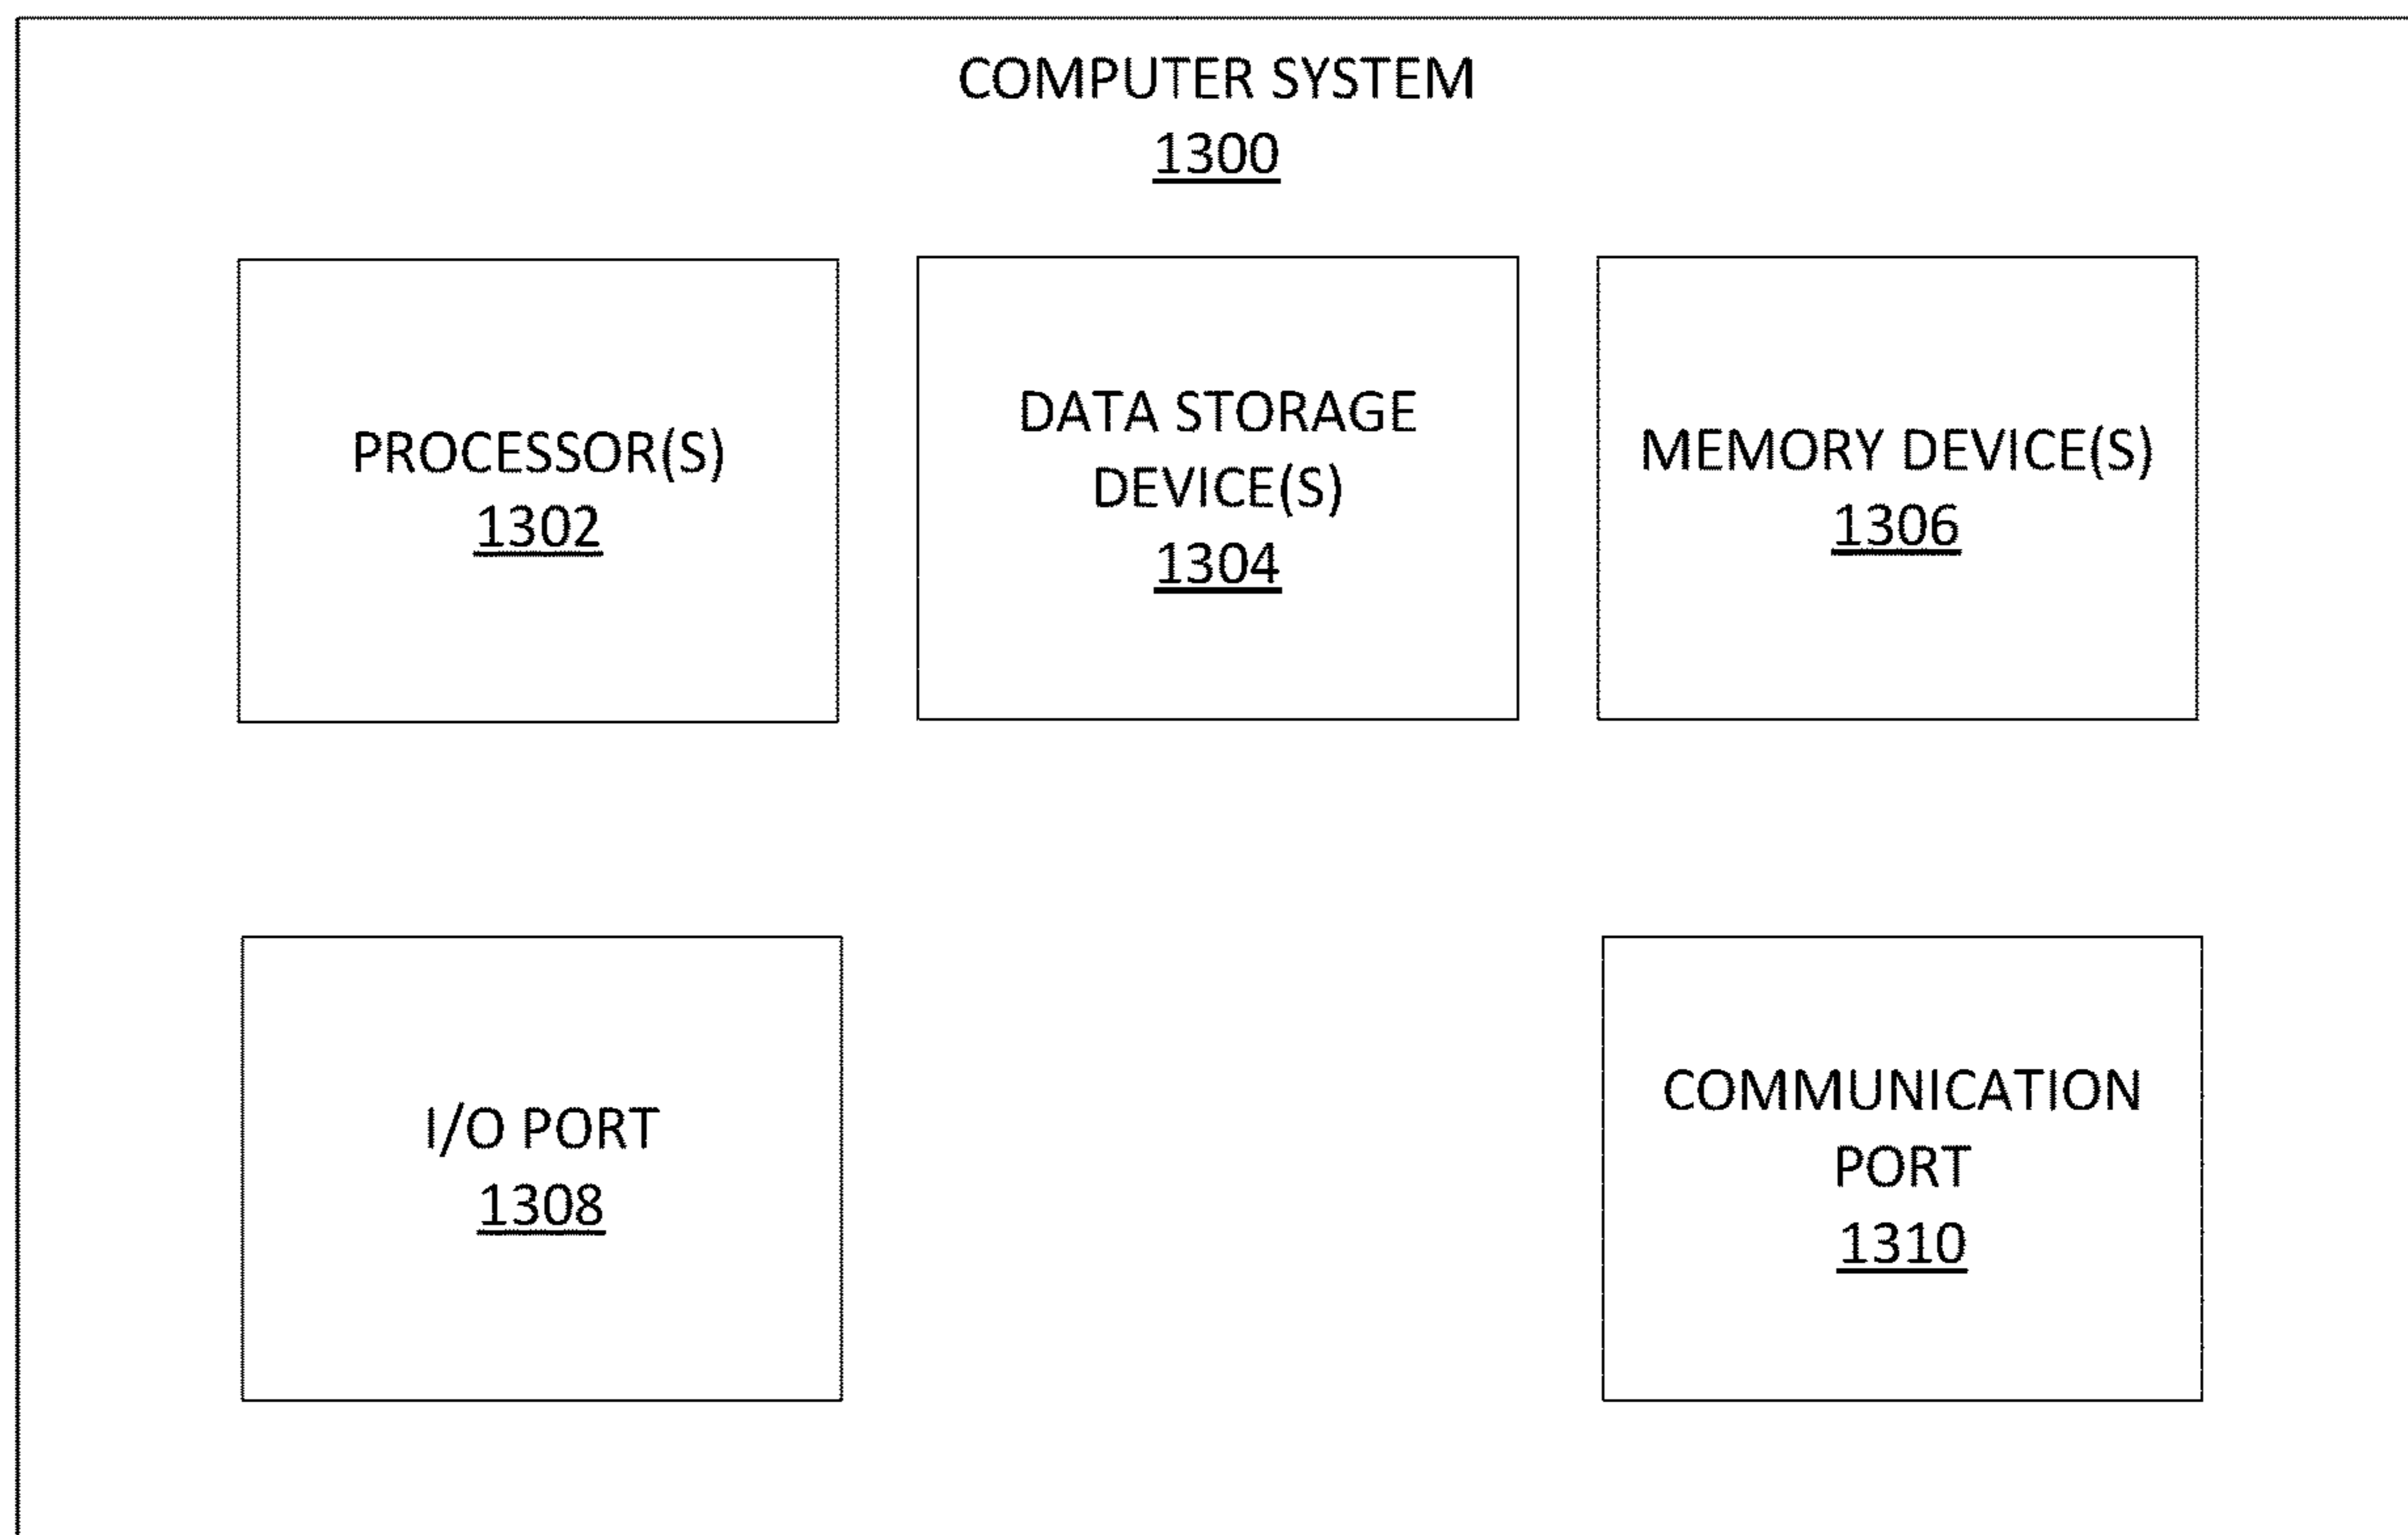 COMPUTER SYSTEM
1300
PROCESSOR(S)
1302
DATA STORAGE
DEVICE(S)
1304
MEMORY DEVICE(S)
1306
I/O PORT
1308
COMMUNICATION
PORT
1310